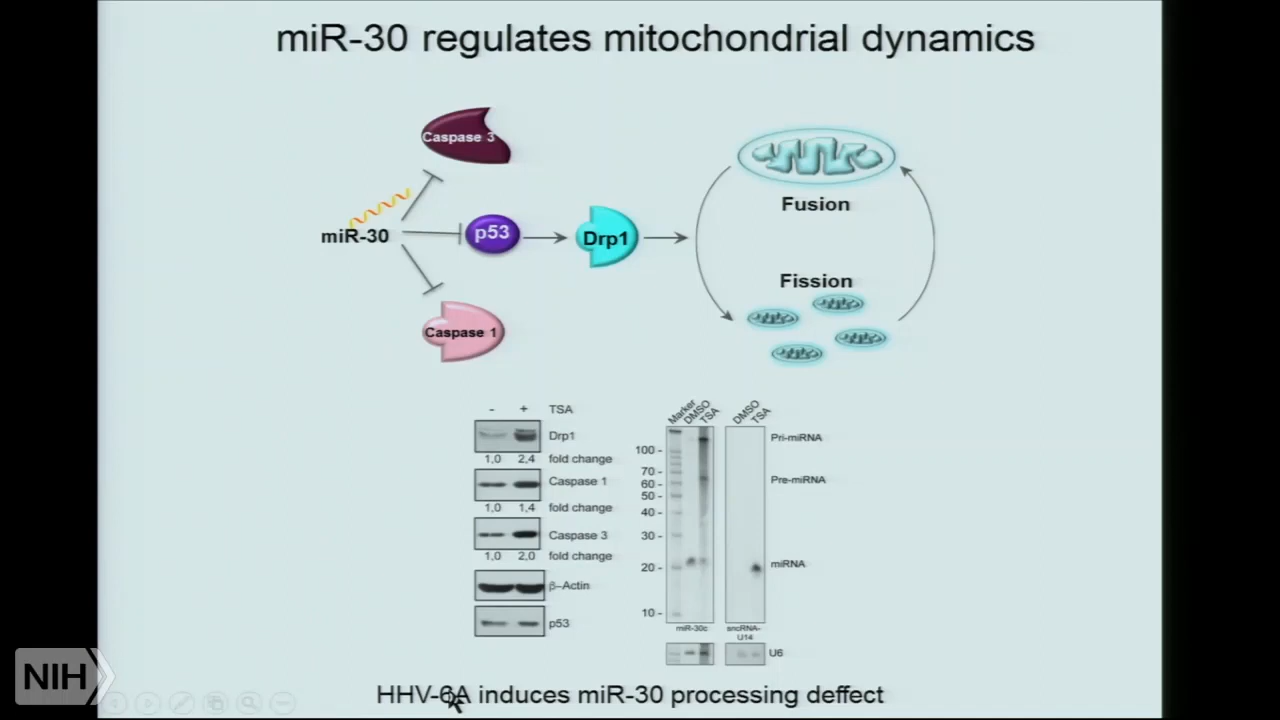 miR-30 regulates mitochondrial dynamics
Caspase 3
miR-30
p53
Drp1
Caspase 1
Fusion
Fission
- + TSA
Drp1
1,0 2,4 fold change
Caspase 1
1,0 1,4 fold change
Caspase 3
1,0 2,0 fold change
β–Actin
p53
Marker
DMSO
TSA
DMSO
TSA
100 -
70 -
60 -
50 -
40 -
30 -
20 -
10 -
Pri-miRNA
Pre-miRNA
miRNA
miR-30c
sncRNA-
U14
U6
HHV-6A induces miR-30 processing deffect
NIH